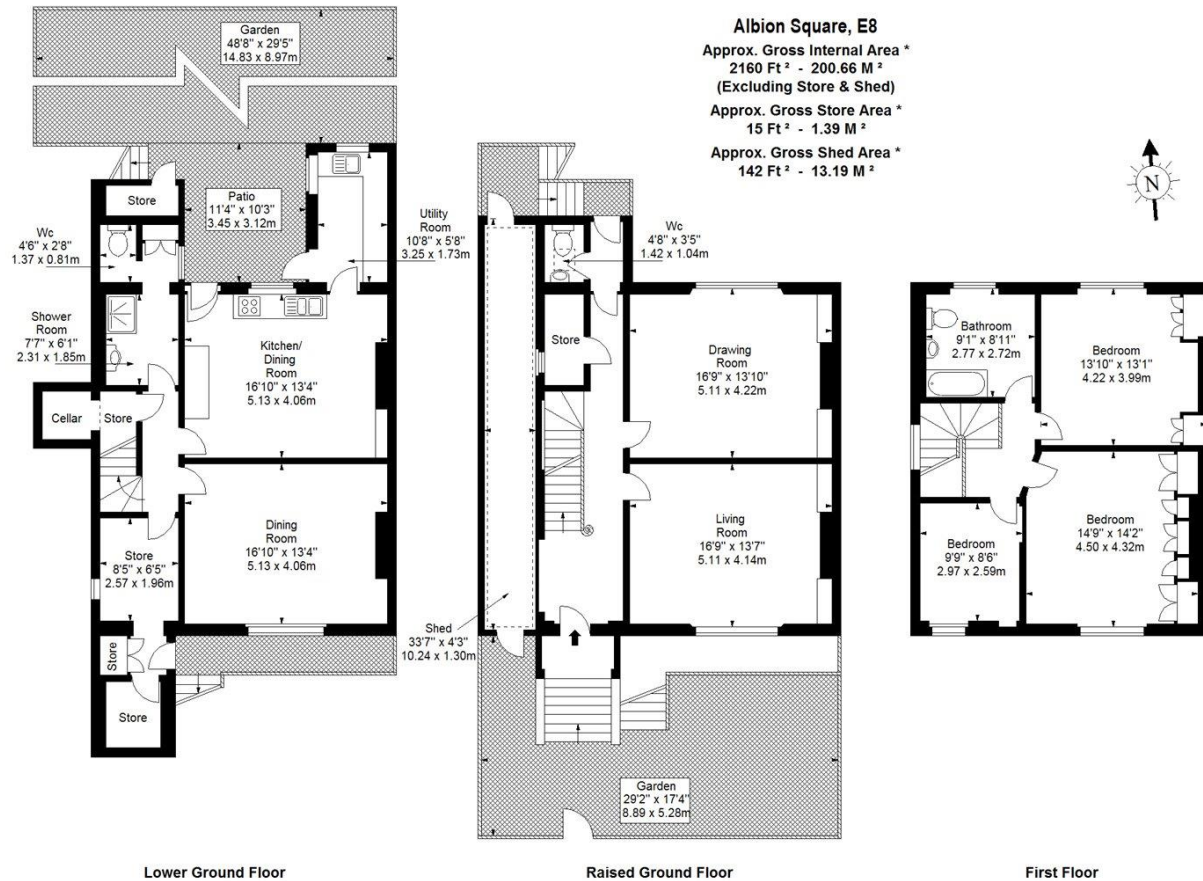 Albion Square, E8
Approx. Gross Internal Area *
2160 Ft ² - 200.66 M ²
(Excluding Store & Shed)
Approx. Gross Store Area *
15 Ft ² - 1.39 M ²
Approx. Gross Shed Area *
142 Ft ² - 13.19 M ²
N
Garden
48'8" x 29'5"
14.83 x 8.97m
Store
Patio
11'4" x 10'3"
3.45 x 3.12m
Utility
Room
10'8" x 5'8"
3.25 x 1.73m
Wc
4'6" x 2'8"
1.37 x 0.81m
Shower
Room
7'7" x 6'1"
2.31 x 1.85m
Kitchen/
Dining
Room
16'10" x 13'4"
5.13 x 4.06m
Cellar
Store
Dining
Room
16'10" x 13'4"
5.13 x 4.06m
Store
8'5" x 6'5"
2.57 x 1.96m
Store
Store
Lower Ground Floor
Wc
4'8" x 3'5"
1.42 x 1.04m
Store
Drawing
Room
16'9" x 13'10"
5.11 x 4.22m
Living
Room
16'9" x 13'7"
5.11 x 4.14m
Shed
33'7" x 4'3"
10.24 x 1.30m
Garden
29'2" x 17'4"
8.89 x 5.28m
Raised Ground Floor
Bathroom
9'1" x 8'11"
2.77 x 2.72m
Bedroom
13'10" x 13'1"
4.22 x 3.99m
Bedroom
14'9" x 14'2"
4.50 x 4.32m
Bedroom
9'9" x 8'6"
2.97 x 2.59m
First Floor